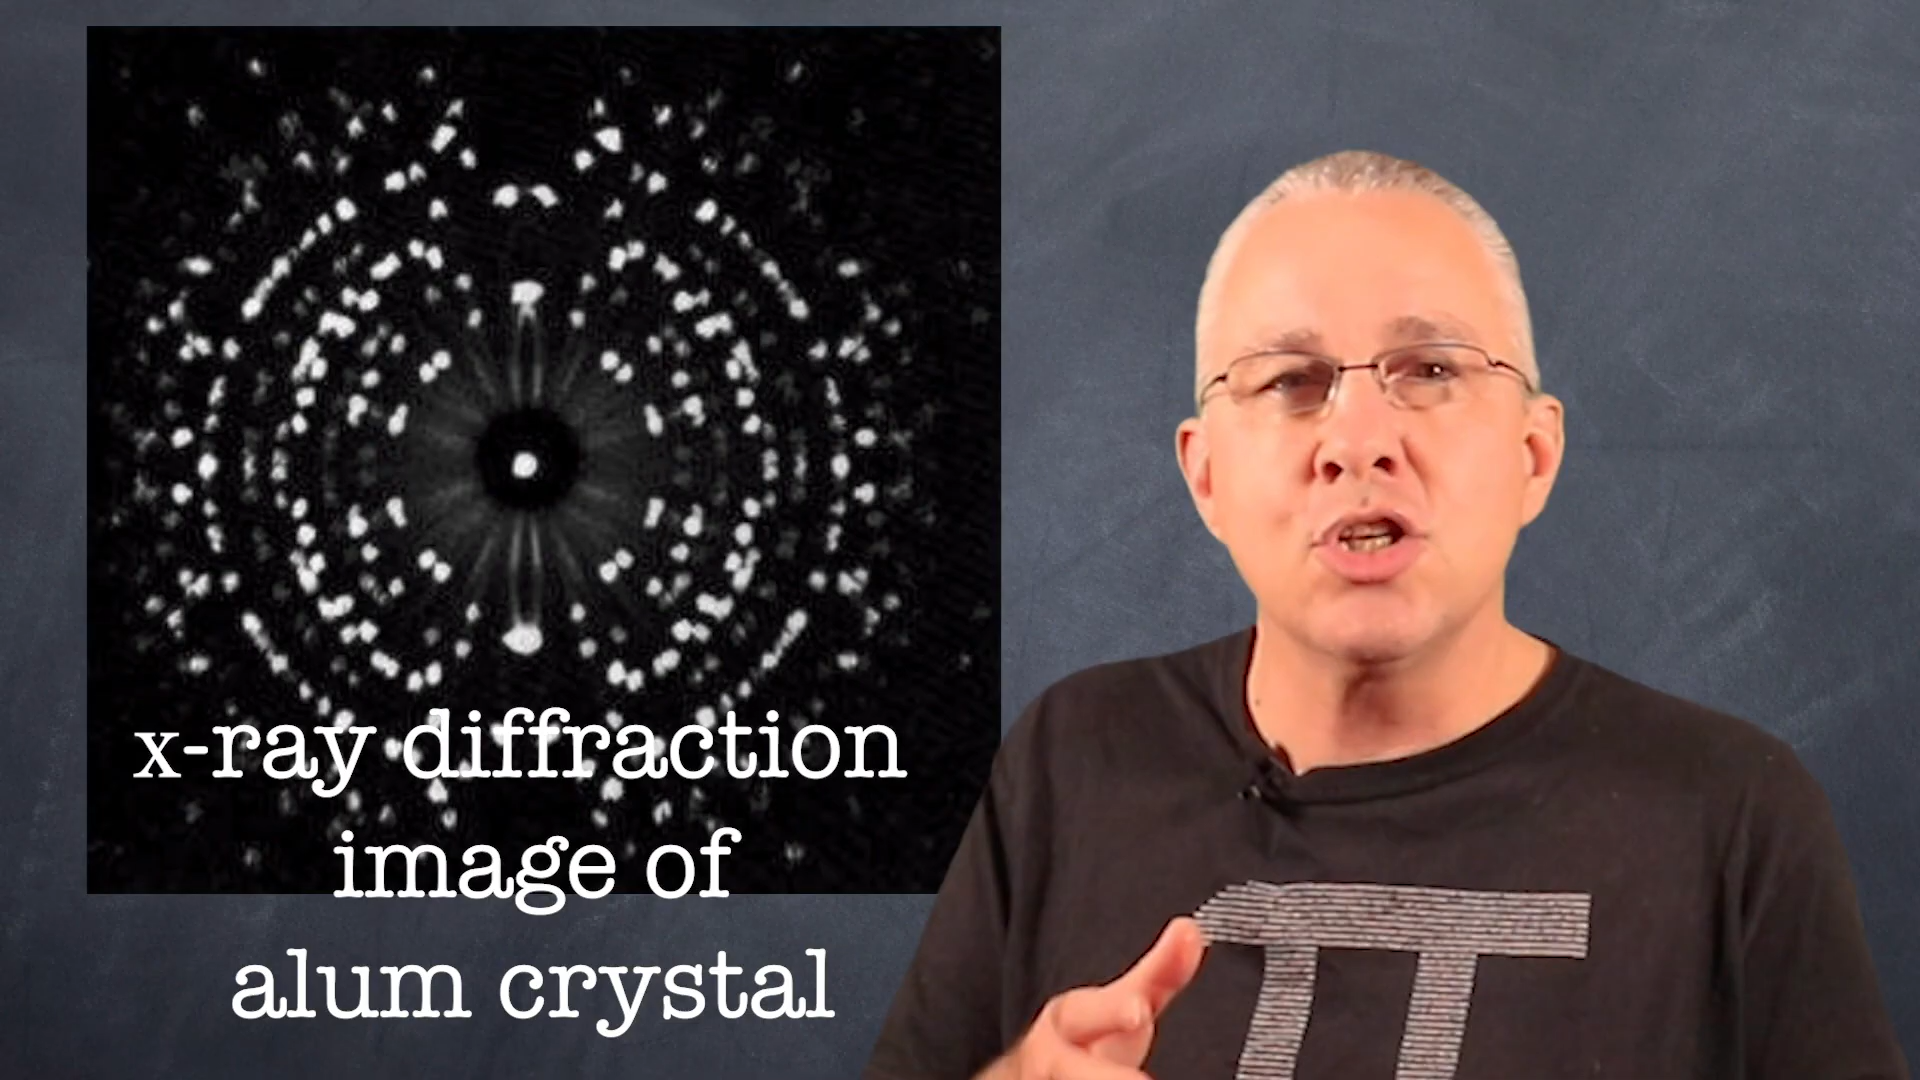 x-ray diffraction
image of
alum crystal